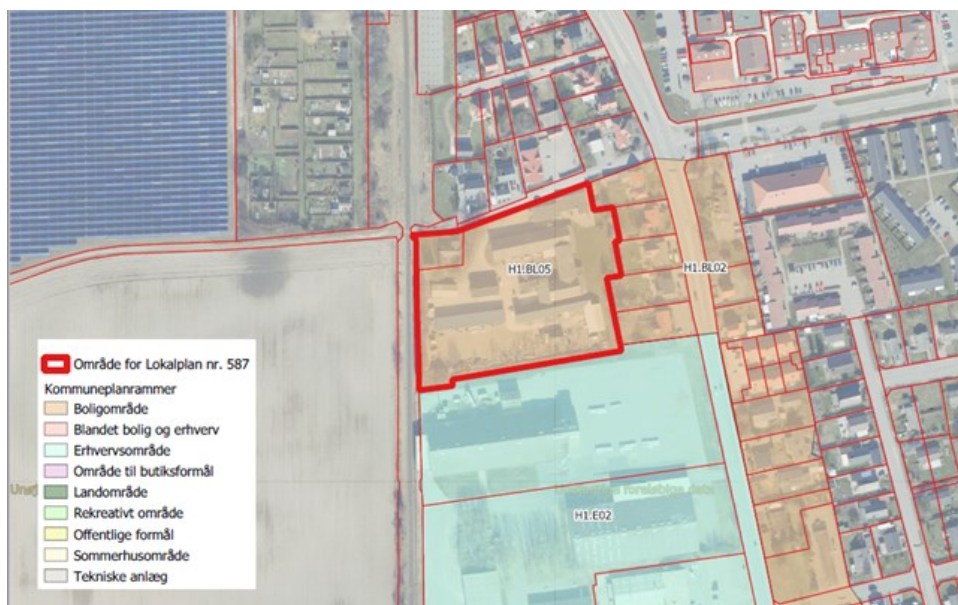 H1.BL05
H1.BL02
H1.E02
Område for Lokalplan nr. 587
Kommuneplanrammer
Boligområde
Blandet bolig og erhverv
Erhvervsområde
Område til butiksformål
Landområde
Rekreativt område
Offentlige formål
Sommerhusområde
Tekniske anlæg